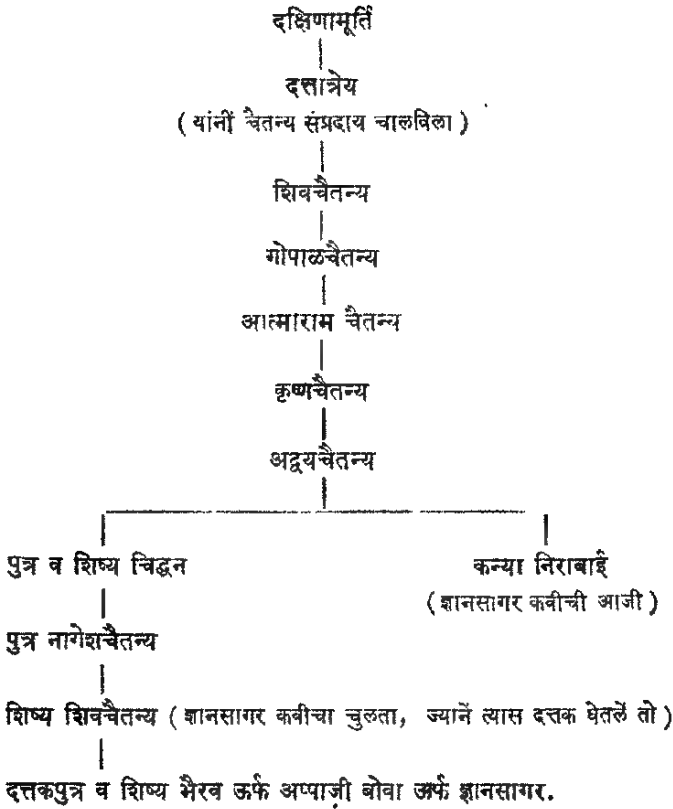 दक्षिणामूर्ति
दत्तात्रेय
( यांनीं चैतन्य संप्रदाय चालविला )
शिवचैतन्य
गोपाळचैतन्य
आत्माराम चैतन्य
कृष्णचैतन्य
अद्वयचैतन्य
पुत्र व शिष्य चिद्घन
कन्या निराबाई
( ज्ञानसागर कवीची आजी )
पुत्र नागेशचैतन्य
शिष्य शिवचैतन्य ( ज्ञानसागर कवीचा चुलता, ज्यानें त्यास दत्तक घेतलें तो )
दत्तकपुत्र व शिष्य भैरव ऊर्फ अप्पाजी बोवा ऊर्फ ज्ञानसागर.